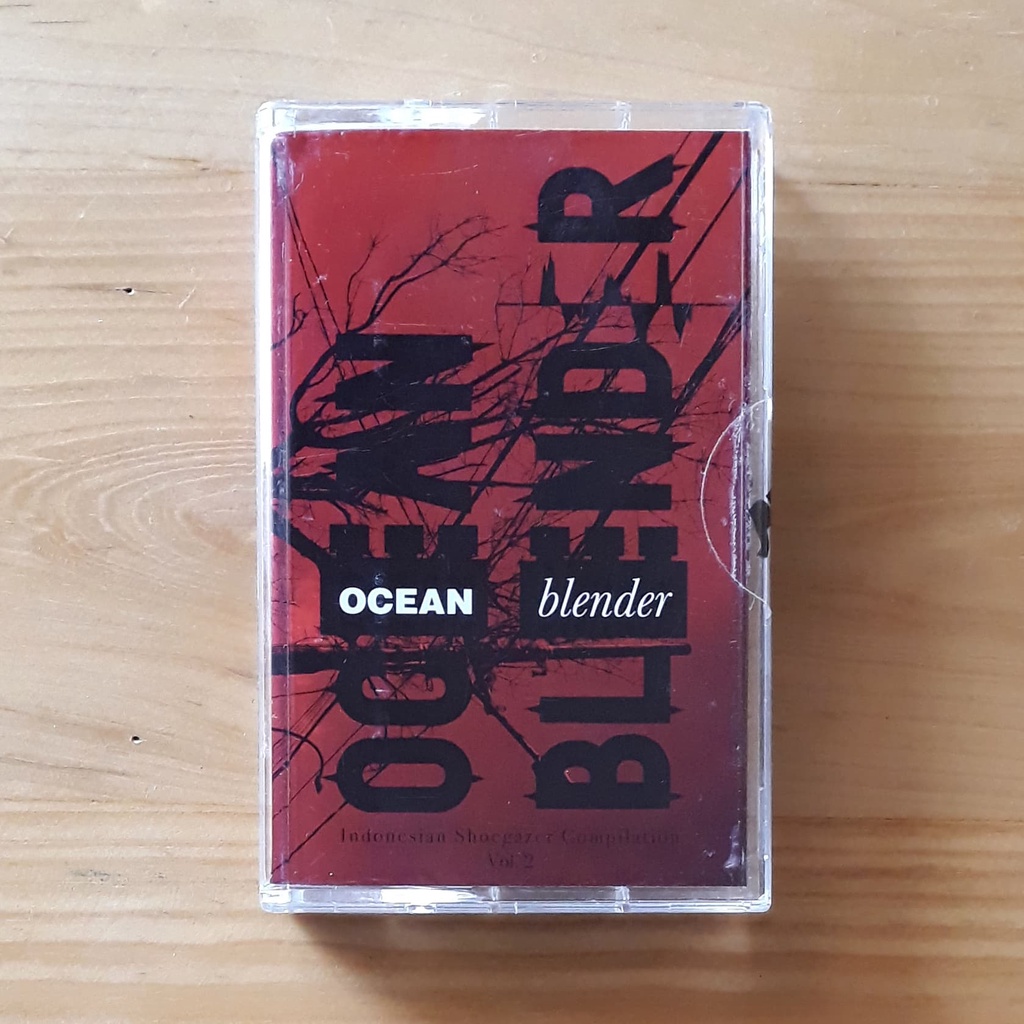 OCEAN
BLENDER
OCEAN blender
Indonesian Shoegazer Compilation
Vol. 2